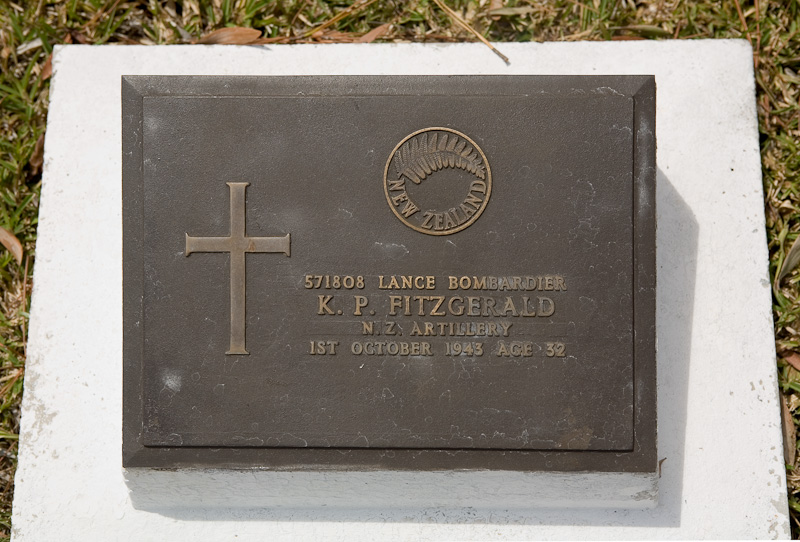 NEW ZEALAND
571808 LANCE BOMBARDIER
K. P. FITZGERALD
N. Z. ARTILLERY
1ST OCTOBER 1943 AGE 32